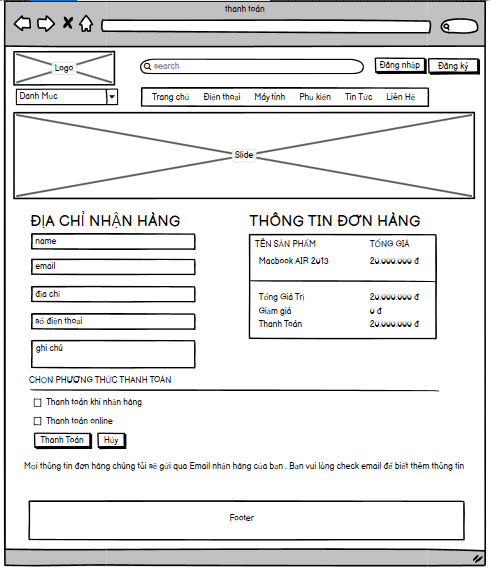 thanh toán
Logo
search
Đăng nhập
Đăng ký
Danh Mục
Trang chủ Điện thoại Máy tính Phụ kiện Tin Tức Liên Hệ
Slide
ĐỊA CHỈ NHẬN HÀNG
name
email
địa chỉ
số điện thoại
ghi chú
THÔNG TIN ĐƠN HÀNG
TÊN SẢN PHẨM TỔNG GIÁ
Macbook AIR 2013 20.000.000 đ
Tổng Giá Trị 20.000.000 đ
Giảm giá 0 đ
Thanh Toán 20.000.000 đ
CHỌN PHƯƠNG THỨC THANH TOÁN
Thanh toán khi nhận hàng
Thanh toán online
Thanh Toán
Hủy
Mọi thông tin đơn hàng chúng tôi sẽ gửi qua Email nhận hàng của bạn . Bạn vui lòng check email để biết thêm thông tin
Footer